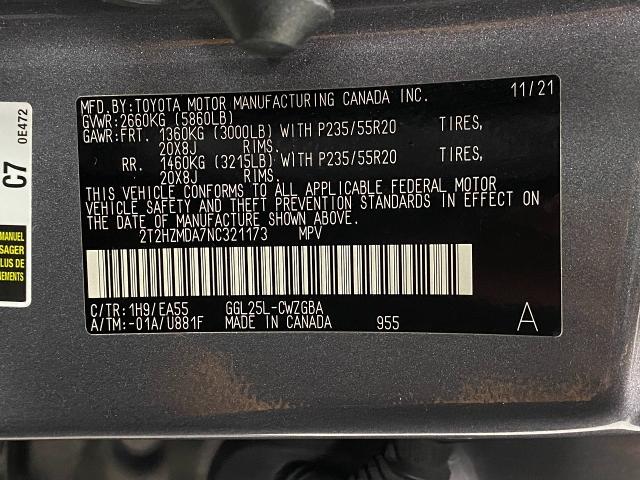 MFD.BY:TOYOTA MOTOR MANUFACTURING CANADA INC. 11/21
GVWR:2660KG (5860LB)
GAWR:FRT. 1360KG (3000LB) WITH P235/55R20 TIRES,
20X8J RIMS.
RR. 1460KG (3215LB) WITH P235/55R20 TIRES,
20X8J RIMS.
THIS VEHICLE CONFORMS TO ALL APPLICABLE FEDERAL MOTOR
VEHICLE SAFETY AND THEFT PREVENTION STANDARDS IN EFFECT ON
THE DATE OF MANUFACTURE SHOWN ABOVE.
2T2HZMDA7NC321173 MPV
C/TR:1H9/EA55 GGL25L-CWZGBA
A/TM:-01A/U881F MADE IN CANADA 955 A
C7
0E472
MANUEL
SAGER
PLUS DE
NEMENTS